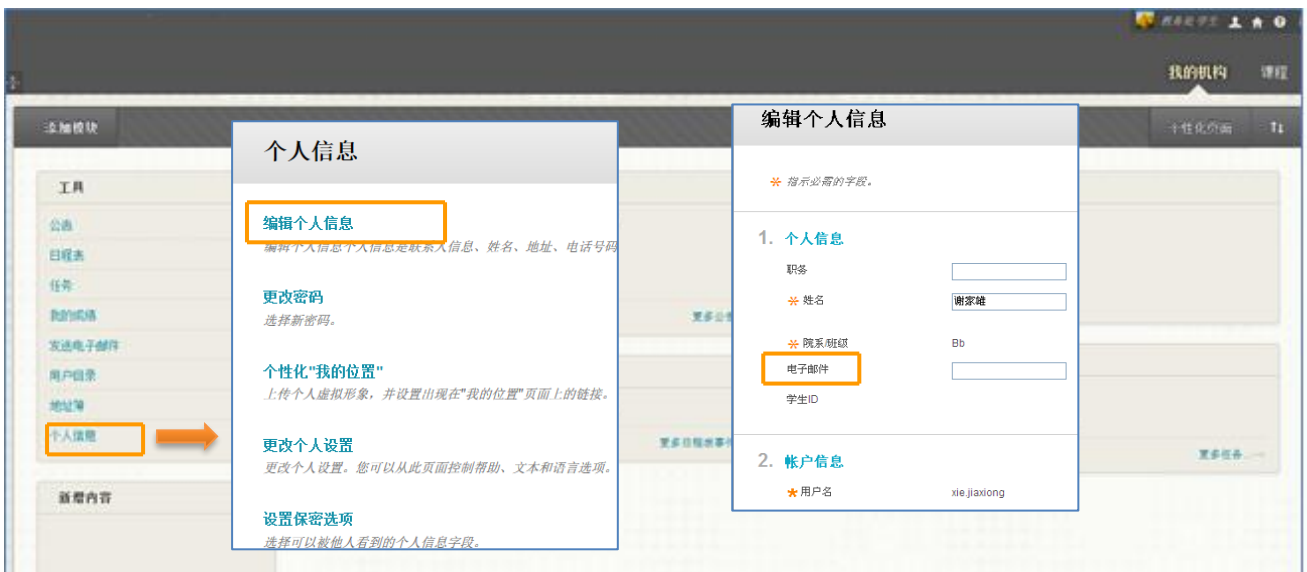 我的机构
课程
添加模块
个性化页面
工具
公告
日程表
任务
我的成绩
发送电子邮件
用户目录
地址簿
个人信息
新增内容
更多公告
更多日程表事件
更多任务...
个人信息
编辑个人信息
编辑个人信息个人信息是联系人信息、姓名、地址、电话号码
更改密码
选择新密码。
个性化"我的位置"
上传个人虚拟形象，并设置出现在"我的位置"页面上的链接。
更改个人设置
更改个人设置。您可以从此页面控制帮助、文本和语言选项。
设置保密选项
选择可以被他人看到的个人信息字段。
编辑个人信息
* 指示必需的字段。
1. 个人信息
职务
* 姓名 谢家雄
* 院系/班级 Bb
电子邮件
学生ID
2. 帐户信息
* 用户名 xie.jiaxiong